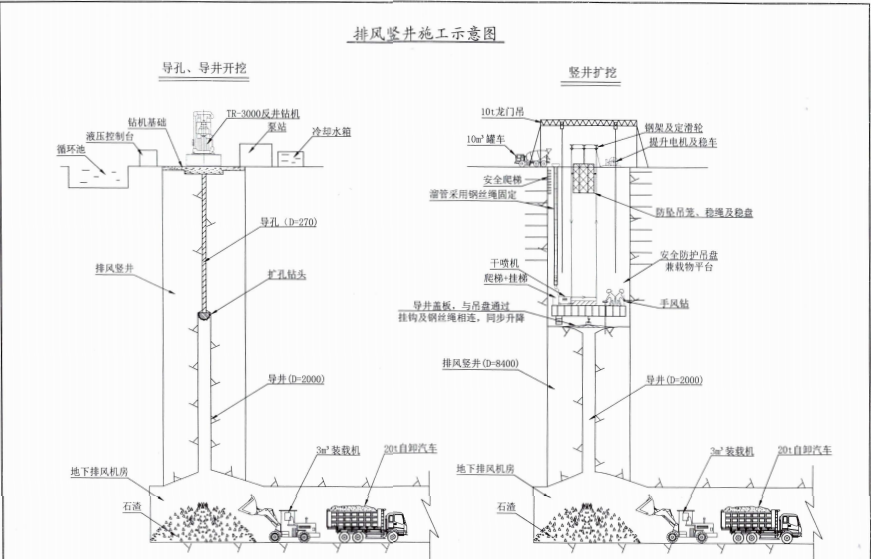 排风竖井施工示意图
导孔、导井开挖
钻机基础
TR-3000反井钻机
泵站
液压控制台
冷却水箱
循环池
导孔（D=270)
排风竖井
扩孔钻头
导井(D=2000)
3m³装载机
20t自卸汽车
地下排风机房
石渣
竖井扩挖
10t龙门吊
钢架及定滑轮
10m³罐车
提升电机及稳车
安全爬梯
溜管采用钢丝绳固定
防坠吊笼、稳绳及稳盘
安全防护吊盘
兼载物平台
干喷机
爬梯+挂梯
手风钻
导井盖板，与吊盘通过
挂钩及钢丝绳相连，同步升降
排风竖井(D=8400)
导井(D=2000)
3m³装载机
20t自卸汽车
地下排风机房
石渣